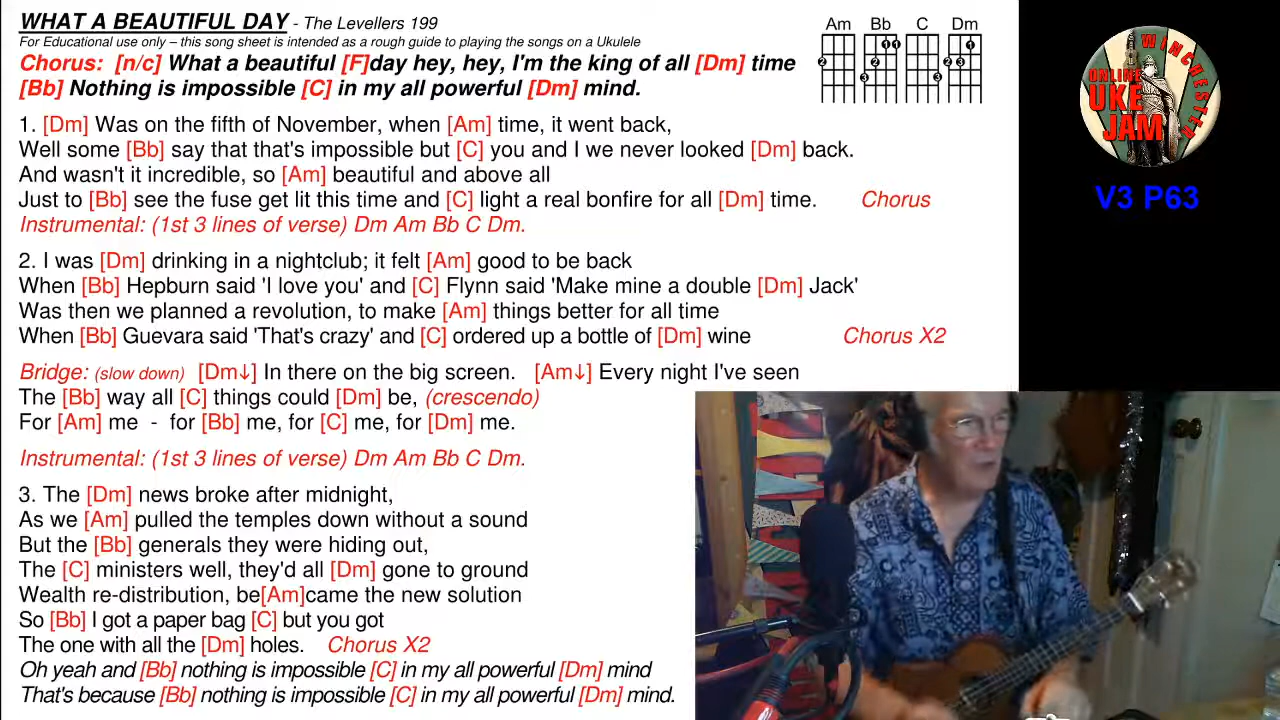 WHAT A BEAUTIFUL DAY - The Levellers 199
For Educational use only – this song sheet is intended as a rough guide to playing the songs on a Ukulele
Chorus: [n/c] What a beautiful [F]day hey, hey, I'm the king of all [Dm] time
[Bb] Nothing is impossible [C] in my all powerful [Dm] mind.
Am Bb C Dm
2 1 1 2 3 3 1 2 3
ONLINE UKE JAM WINCHESTER
V3 P63
1. [Dm] Was on the fifth of November, when [Am] time, it went back,
Well some [Bb] say that that's impossible but [C] you and I we never looked [Dm] back.
And wasn't it incredible, so [Am] beautiful and above all
Just to [Bb] see the fuse get lit this time and [C] light a real bonfire for all [Dm] time. Chorus
Instrumental: (1st 3 lines of verse) Dm Am Bb C Dm.
2. I was [Dm] drinking in a nightclub; it felt [Am] good to be back
When [Bb] Hepburn said 'I love you' and [C] Flynn said 'Make mine a double [Dm] Jack'
Was then we planned a revolution, to make [Am] things better for all time
When [Bb] Guevara said 'That's crazy' and [C] ordered up a bottle of [Dm] wine Chorus X2
Bridge: (slow down) [Dm↓] In there on the big screen. [Am↓] Every night I've seen
The [Bb] way all [C] things could [Dm] be, (crescendo)
For [Am] me - for [Bb] me, for [C] me, for [Dm] me.
Instrumental: (1st 3 lines of verse) Dm Am Bb C Dm.
3. The [Dm] news broke after midnight,
As we [Am] pulled the temples down without a sound
But the [Bb] generals they were hiding out,
The [C] ministers well, they'd all [Dm] gone to ground
Wealth re-distribution, be[Am]came the new solution
So [Bb] I got a paper bag [C] but you got
The one with all the [Dm] holes. Chorus X2
Oh yeah and [Bb] nothing is impossible [C] in my all powerful [Dm] mind
That's because [Bb] nothing is impossible [C] in my all powerful [Dm] mind.